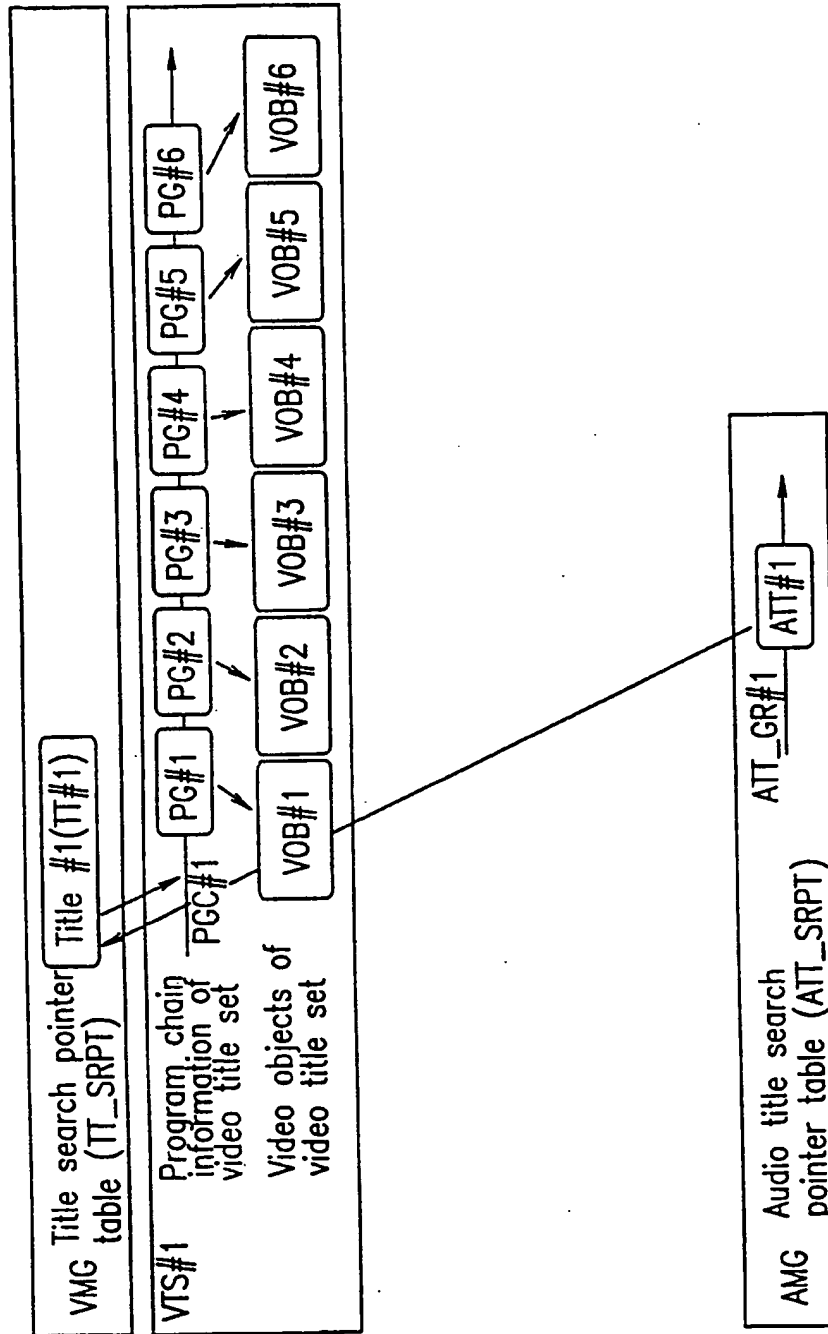 VMG
Title search pointer
table (TT_SRPT)
Title #1(TT#1)
VTS#1
Program chain
information of
video title set
PGC#1
PG#1
PG#2
PG#3
PG#4
PG#5
PG#6
Video objects of
video title set
VOB#1
VOB#2
VOB#3
VOB#4
VOB#5
VOB#6
AMG
Audio title search
pointer table (ATT_SRPT)
ATT_GR#1
ATT#1